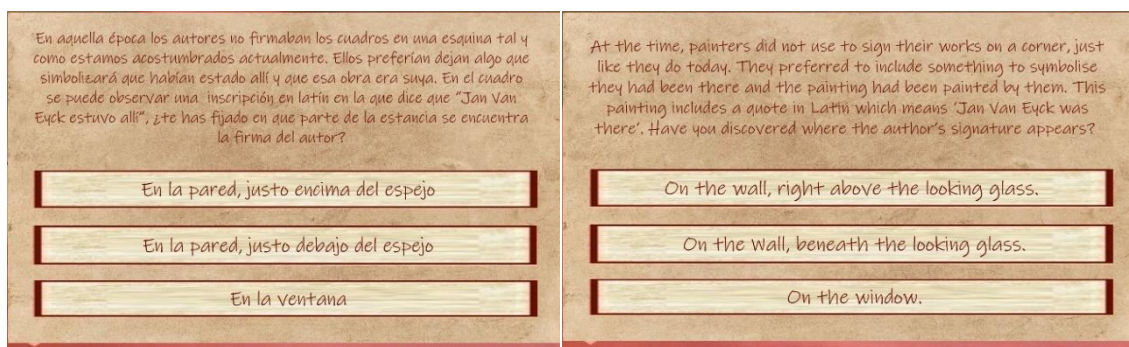 En aquella época los autores no firmaban los cuadros en una esquina tal y
como estamos acostumbrados actualmente. Ellos preferían dejan algo que
simbolizará que habían estado allí y que esa obra era suya. En el cuadro
se puede observar una inscripción en latín en la que dice que "Jan Van
Eyck estuvo allí", ¿te has fijado en que parte de la estancia se encuentra
la firma del autor?
En la pared, justo encima del espejo
En la pared, justo debajo del espejo
En la ventana
At the time, painters did not use to sign their works on a corner, just
like they do today. They preferred to include something to symbolise
they had been there and the painting had been painted by them. This
painting includes a quote in Latin which means 'Jan Van Eyck was
there'. Have you discovered where the author's signature appears?
On the wall, right above the looking glass.
On the Wall, beneath the looking glass.
On the window.